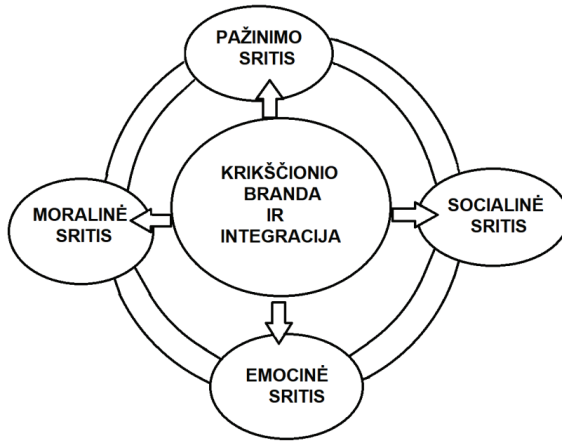 PAŽINIMO
SRITIS
KRIKŠČIONIO
BRANDA
IR
INTEGRACIJA
MORALINĖ
SRITIS
SOCIALINĖ
SRITIS
EMOCINĖ
SRITIS